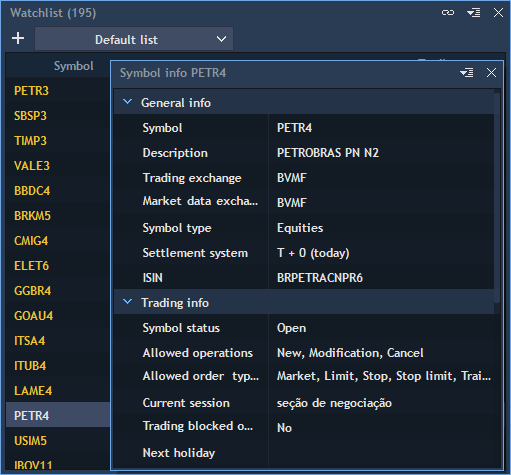 Watchlist (195)
Default list
Symbol
PETR3
SBSP3
TIMP3
VALE3
BBDC4
BRKM5
CMIG4
ELET6
GGBR4
GOAU4
ITSA4
ITUB4
LAME4
PETR4
USIM5
IBOV11
Symbol info PETR4
General info
Symbol PETR4
Description PETROBRAS PN N2
Trading exchange BVMF
Market data excha... BVMF
Symbol type Equities
Settlement system T + 0 (today)
ISIN BRPETRACNPR6
Trading info
Symbol status Open
Allowed operations New, Modification, Cancel
Allowed order typ... Market, Limit, Stop, Stop limit, Trai...
Current session seção de negociação
Trading blocked o... No
Next holiday